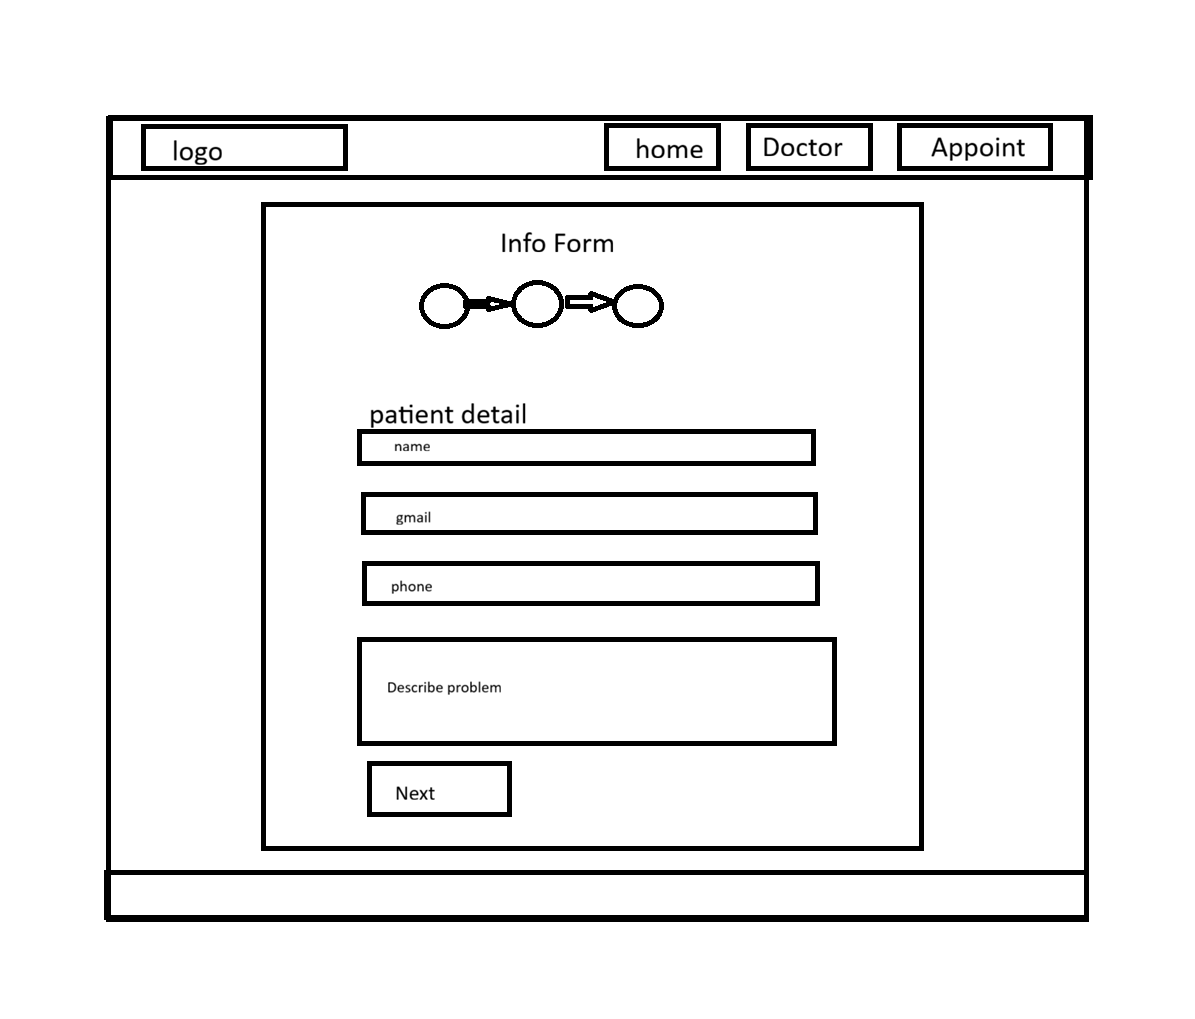 logo
home
Doctor
Appoint
Info Form
patient detail
name
gmail
phone
Describe problem
Next